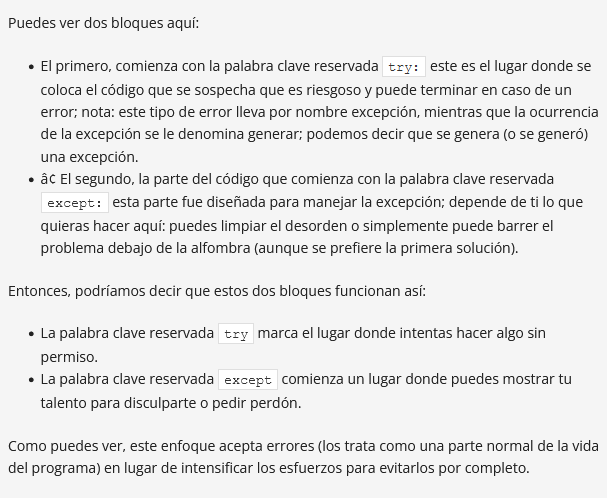 Puedes ver dos bloques aquí:
• El primero, comienza con la palabra clave reservada try: este es el lugar donde se
coloca el código que se sospecha que es riesgoso y puede terminar en caso de un
error; nota: este tipo de error lleva por nombre excepción, mientras que la ocurrencia
de la excepción se le denomina generar; podemos decir que se genera (o se generó)
una excepción.
• â¢ El segundo, la parte del código que comienza con la palabra clave reservada
except: esta parte fue diseñada para manejar la excepción; depende de ti lo que
quieras hacer aquí: puedes limpiar el desorden o simplemente puede barrer el
problema debajo de la alfombra (aunque se prefiere la primera solución).
Entonces, podríamos decir que estos dos bloques funcionan así:
• La palabra clave reservada try marca el lugar donde intentas hacer algo sin
permiso.
• La palabra clave reservada except comienza un lugar donde puedes mostrar tu
talento para disculparte o pedir perdón.
Como puedes ver, este enfoque acepta errores (los trata como una parte normal de la vida
del programa) en lugar de intensificar los esfuerzos para evitarlos por completo.